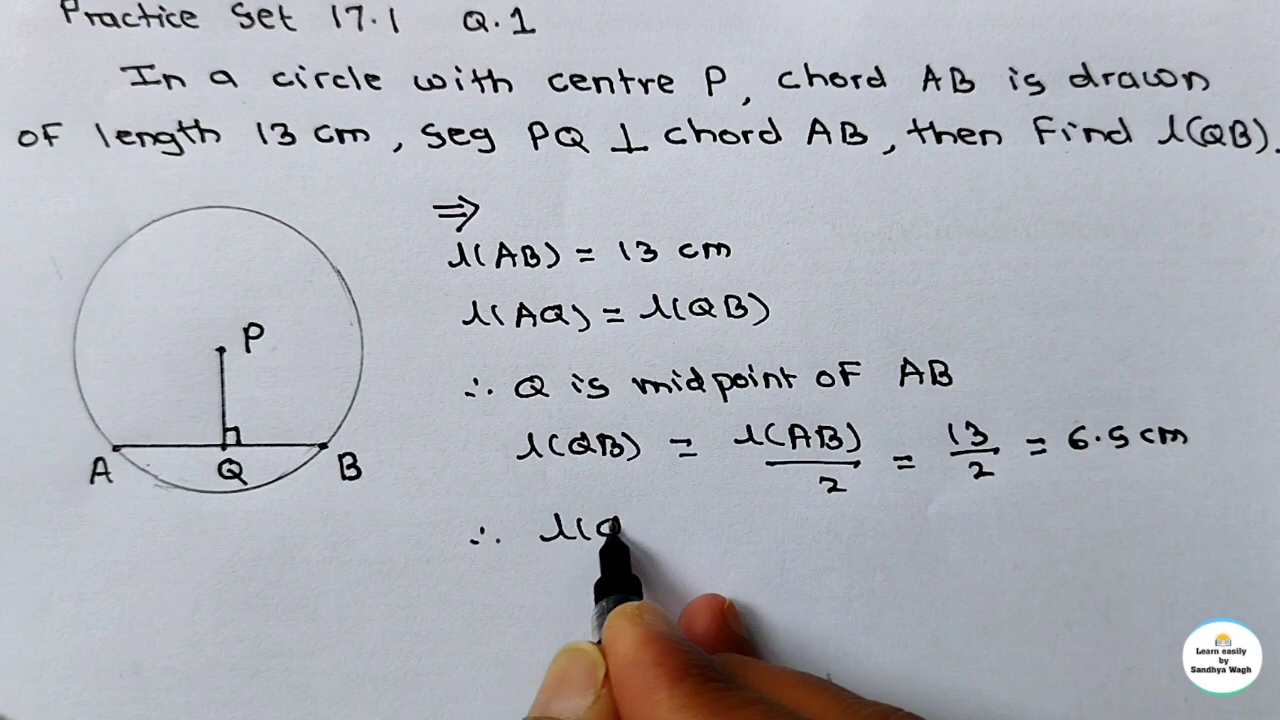 Practice Set 17.1 Q.1
In a circle with centre P, chord AB is drawn
of length 13 cm, seg PQ ⊥ chord AB, then Find l(QB).
⇒
l(AB) = 13 cm
l(AQ) = l(QB)
∴ Q is midpoint of AB
l(QB) = l(AB)/2 = 13/2 = 6.5 cm
∴ l(Q
P
A Q B
Learn easily
by
Sandhya Wagh